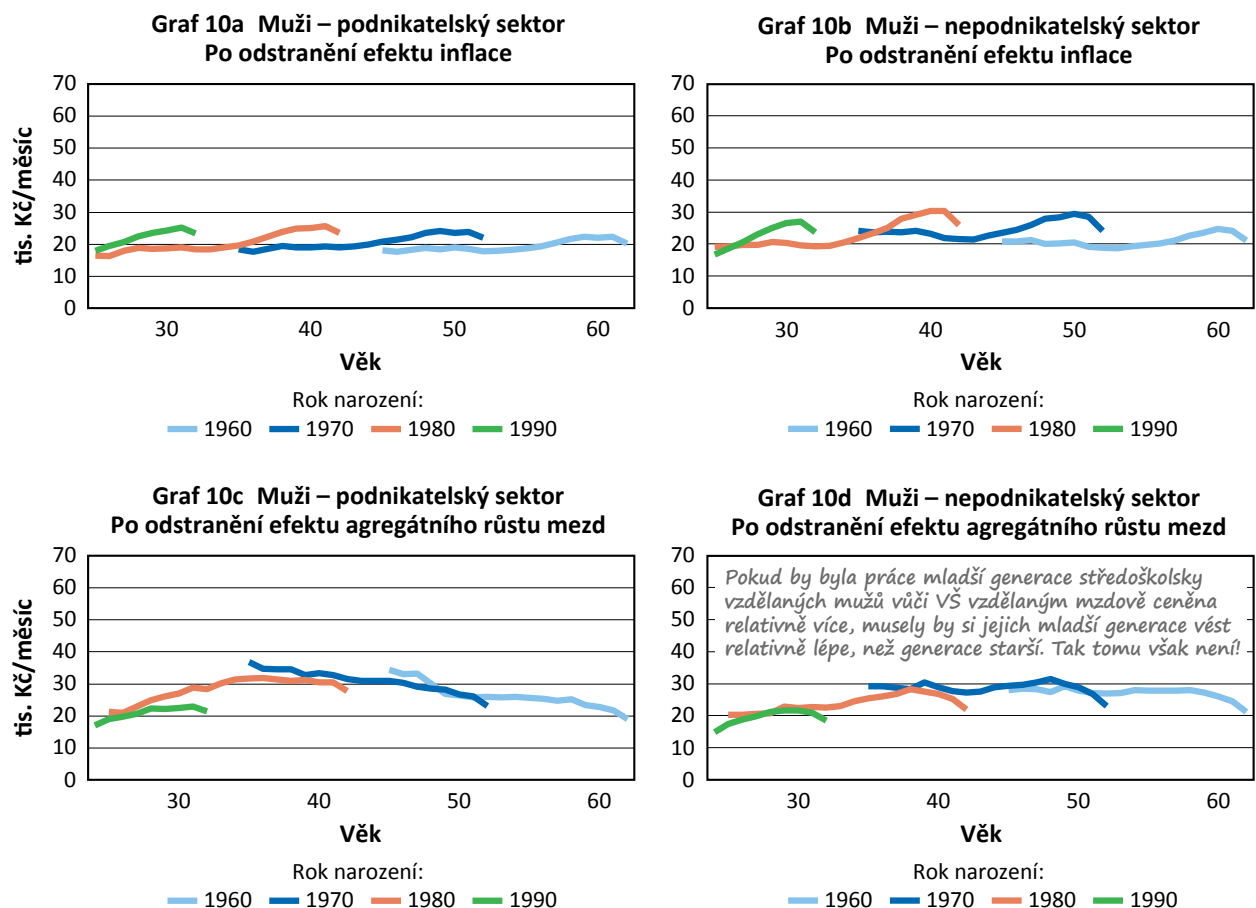 Graf 10a Muži – podnikatelský sektor
Po odstranění efektu inflace
tis. Kč/měsíc
70
60
50
40
30
20
10
0
30 40 50 60
Věk
Rok narození:
1960 1970 1980 1990
Graf 10b Muži – nepodnikatelský sektor
Po odstranění efektu inflace
70
60
50
40
30
20
10
0
30 40 50 60
Věk
Rok narození:
1960 1970 1980 1990
Graf 10c Muži – podnikatelský sektor
Po odstranění efektu agregátního růstu mezd
tis. Kč/měsíc
70
60
50
40
30
20
10
0
30 40 50 60
Věk
Rok narození:
1960 1970 1980 1990
Graf 10d Muži – nepodnikatelský sektor
Po odstranění efektu agregátního růstu mezd
Pokud by byla práce mladší generace středoškolsky
vzdělaných mužů vůči VŠ vzdělaným mzdově ceněna
relativně více, musely by si jejich mladší generace vést
relativně lépe, než generace starší. Tak tomu však není!
70
60
50
40
30
20
10
0
30 40 50 60
Věk
Rok narození:
1960 1970 1980 1990